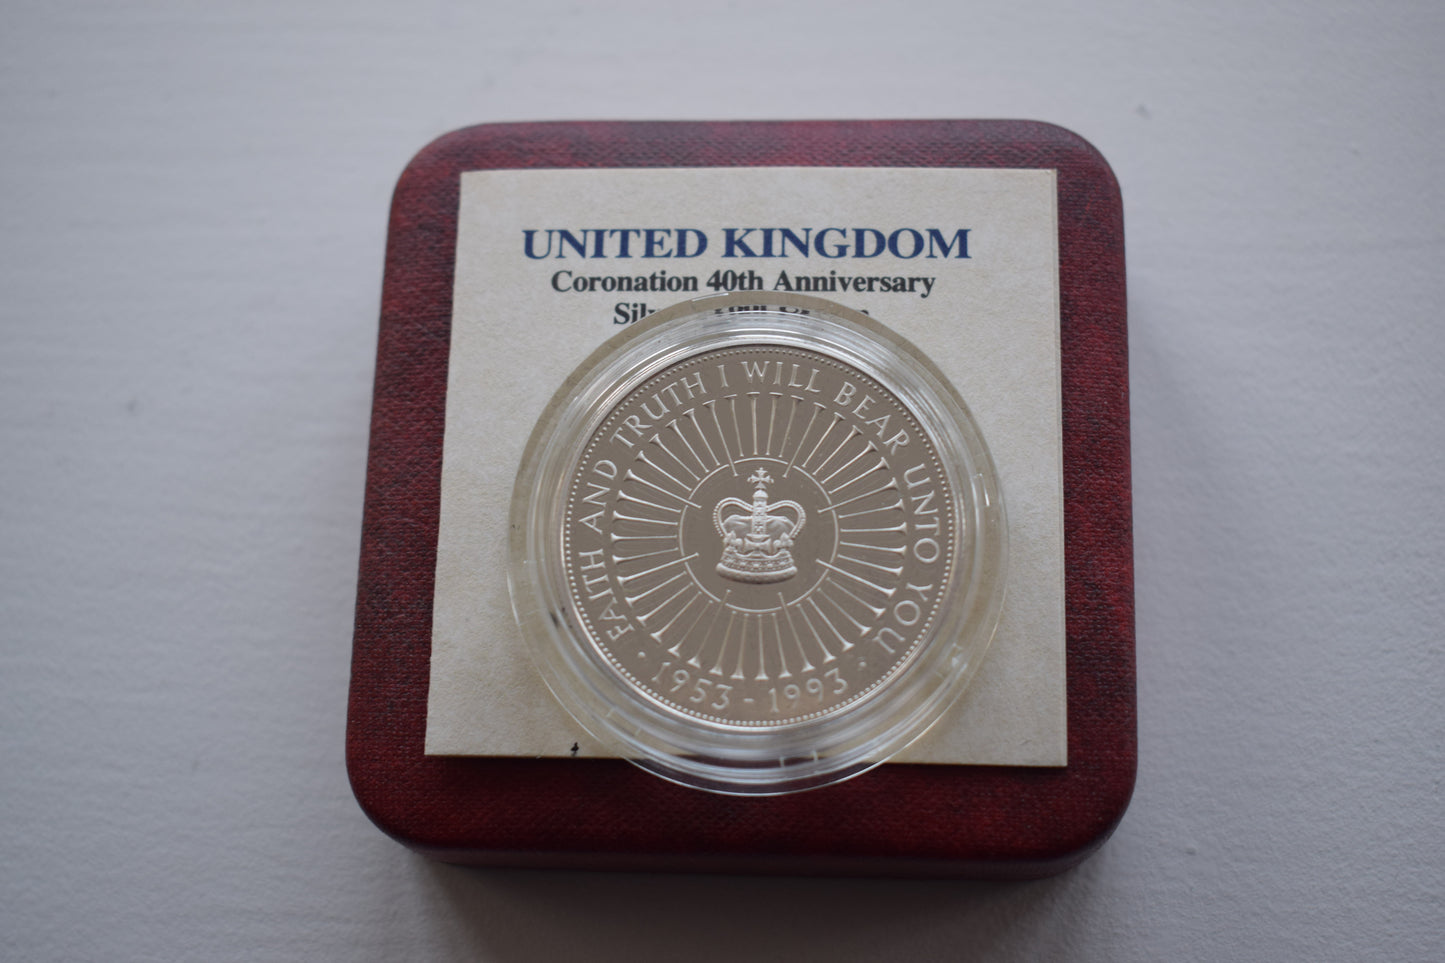 UNITED KINGDOM
Coronation 40th Anniversary
FAITH AND TRUTH I WILL BEAR UNTO YOU
· 1953 - 1993 ·